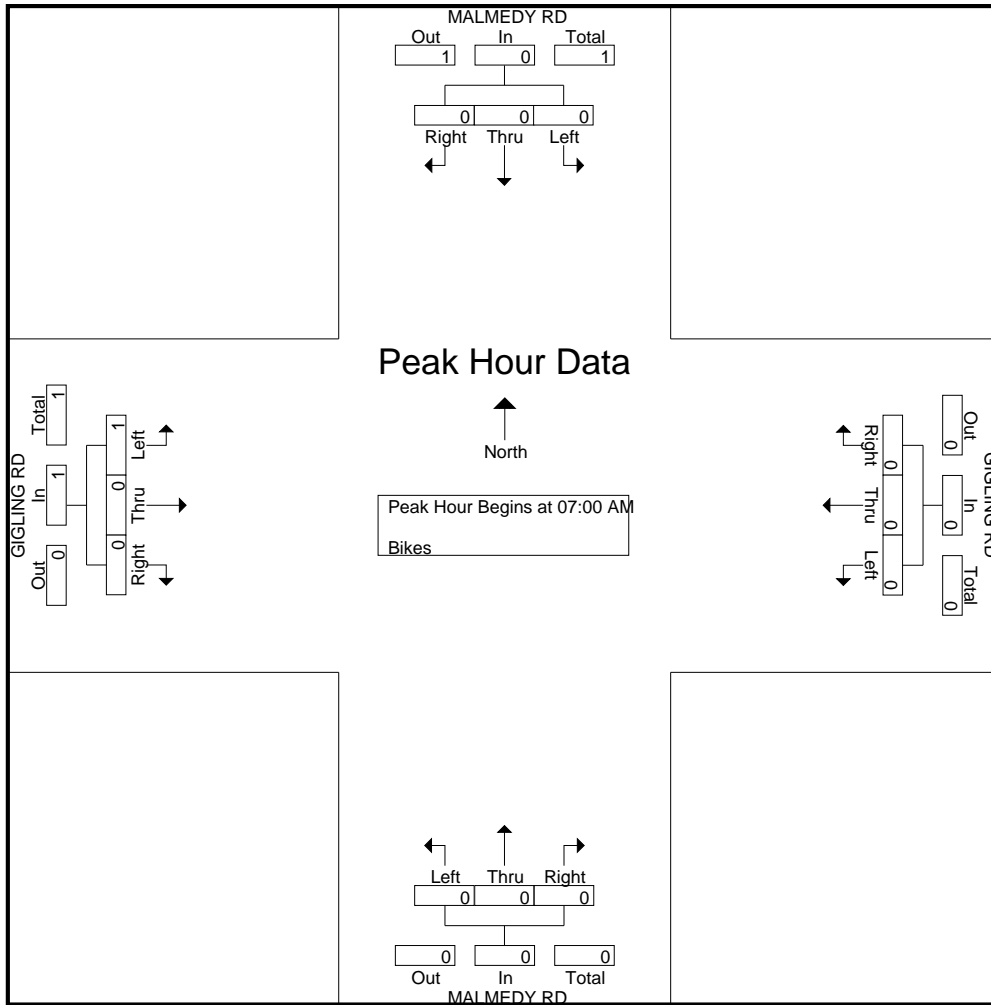 MALMEDY RD
Out In Total
1 0 1
0 0 0
Right Thru Left
Peak Hour Data
North
Peak Hour Begins at 07:00 AM
Bikes
GIGLING RD
Out In Total
0 1 1
Right Thru Left
0 0 1
GIGLING RD
Out In Total
0 0 0
Right Thru Left
0 0 0
Left Thru Right
0 0 0
0 0 0
Out In Total
MALMEDY RD